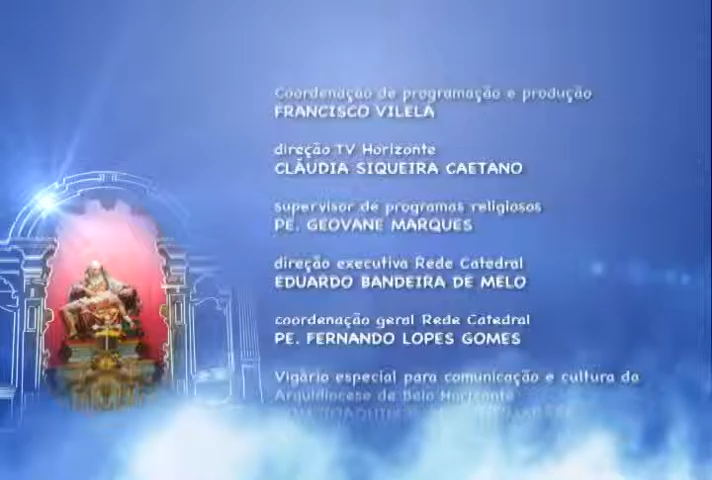 Coordenação de programação e produção
FRANCISCO VILELA
direção TV Horizonte
CLÁUDIA SIQUEIRA CAETANO
supervisor de programas religiosos
PE. GEOVANE MARQUES
direção executiva Rede Catedral
EDUARDO BANDEIRA DE MELO
coordenação geral Rede Catedral
PE. FERNANDO LOPES GOMES
Vigário especial para comunicação e cultura da
Arquidiocese de Belo Horizonte